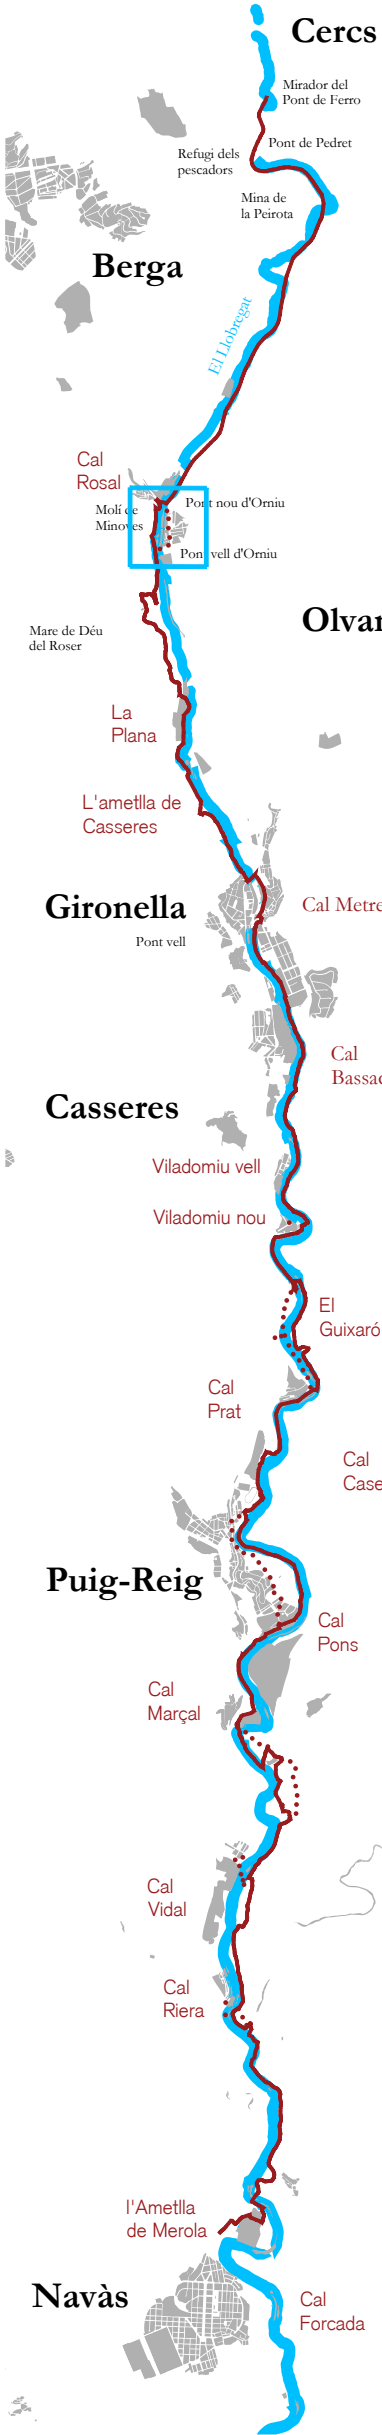 Cercs
Mirador del
Pont de Ferro
Pont de Pedret
Refugi dels
pescadors
Mina de
la Peirota
Berga
El Llobregat
Cal
Rosal
Pont nou d'Orniu
Molí de
Minoves
Pont vell d'Orniu
Olvan
Mare de Déu
del Roser
La
Plana
L'ametlla de
Casseres
Gironella
Cal Metre
Pont vell
Cal
Bassac
Casseres
Viladomiu vell
Viladomiu nou
El
Guixaró
Cal
Prat
Cal
Case
Puig-Reig
Cal
Pons
Cal
Marçal
Cal
Vidal
Cal
Riera
l'Ametlla
de Merola
Navàs
Cal
Forcada